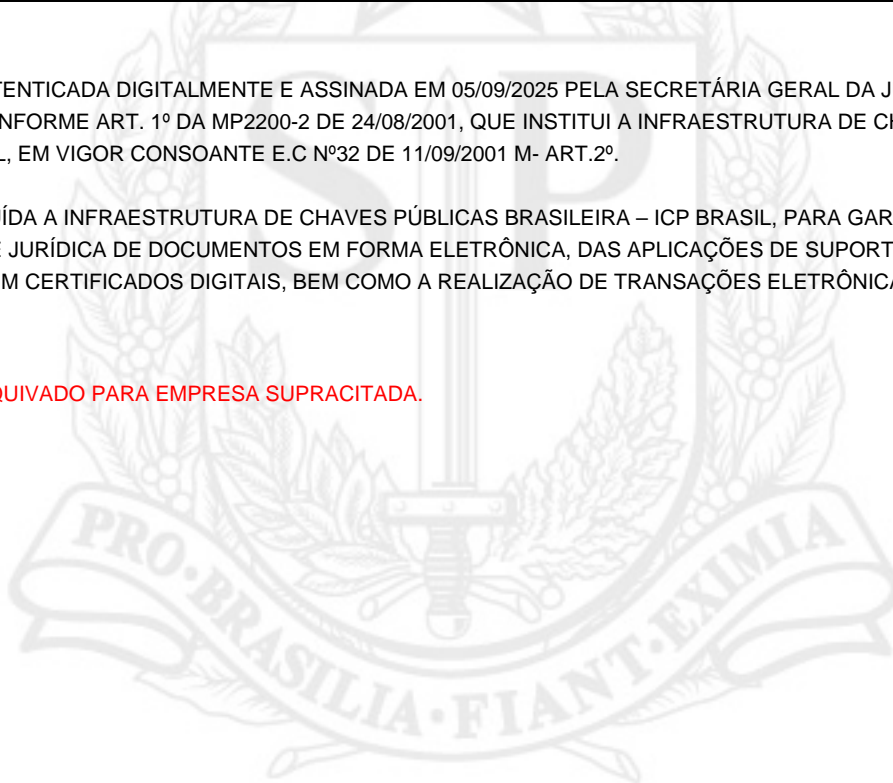 TENTICADA DIGITALMENTE E ASSINADA EM 05/09/2025 PELA SECRETÁRIA GERAL DA J
NFORME ART. 1º DA MP2200-2 DE 24/08/2001, QUE INSTITUI A INFRAESTRUTURA DE CH
L, EM VIGOR CONSOANTE E.C Nº32 DE 11/09/2001 M- ART.2º.
ÍDA A INFRAESTRUTURA DE CHAVES PÚBLICAS BRASILEIRA – ICP BRASIL, PARA GAR
E JURÍDICA DE DOCUMENTOS EM FORMA ELETRÔNICA, DAS APLICAÇÕES DE SUPORT
M CERTIFICADOS DIGITAIS, BEM COMO A REALIZAÇÃO DE TRANSAÇÕES ELETRÔNICA
QUIVADO PARA EMPRESA SUPRACITADA.
SP
PRO·BRASILIA·FIANT·EXIMIA